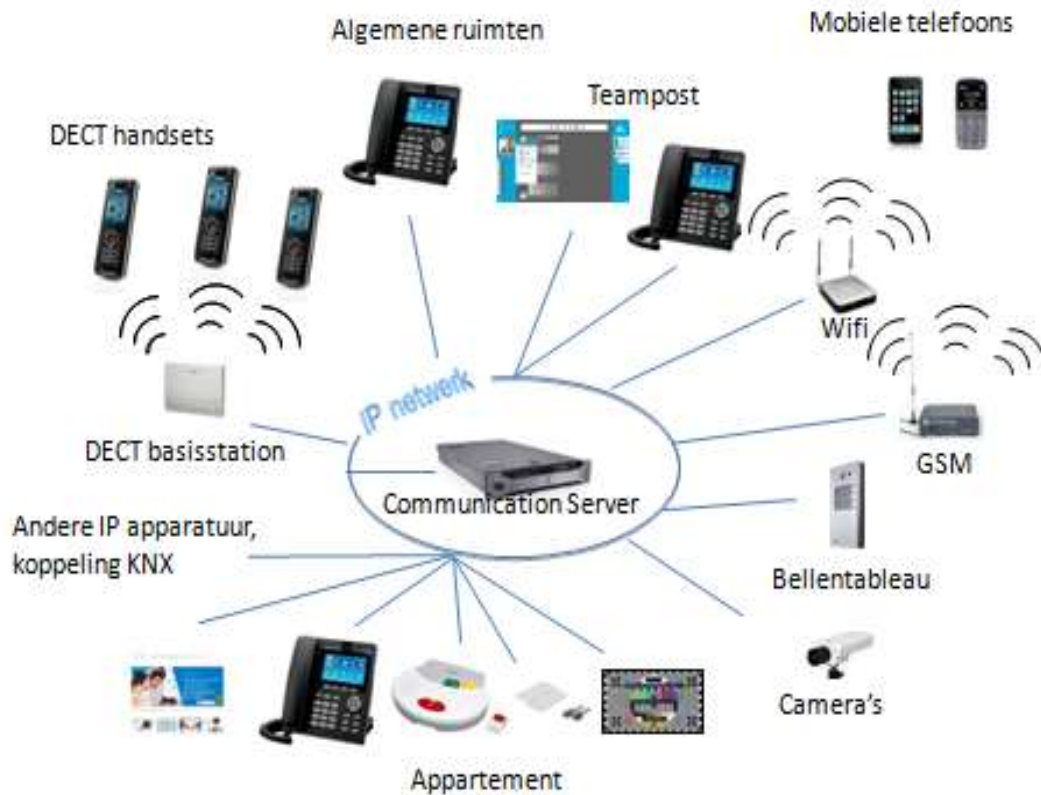 Algemene ruimten
Mobiele telefoons
Teampost
DECT handsets
Wifi
IP netwerk
DECT basisstation
GSM
Communication Server
Andere IP apparatuur,
koppeling KNX
Bellentableau
Camera's
Appartement